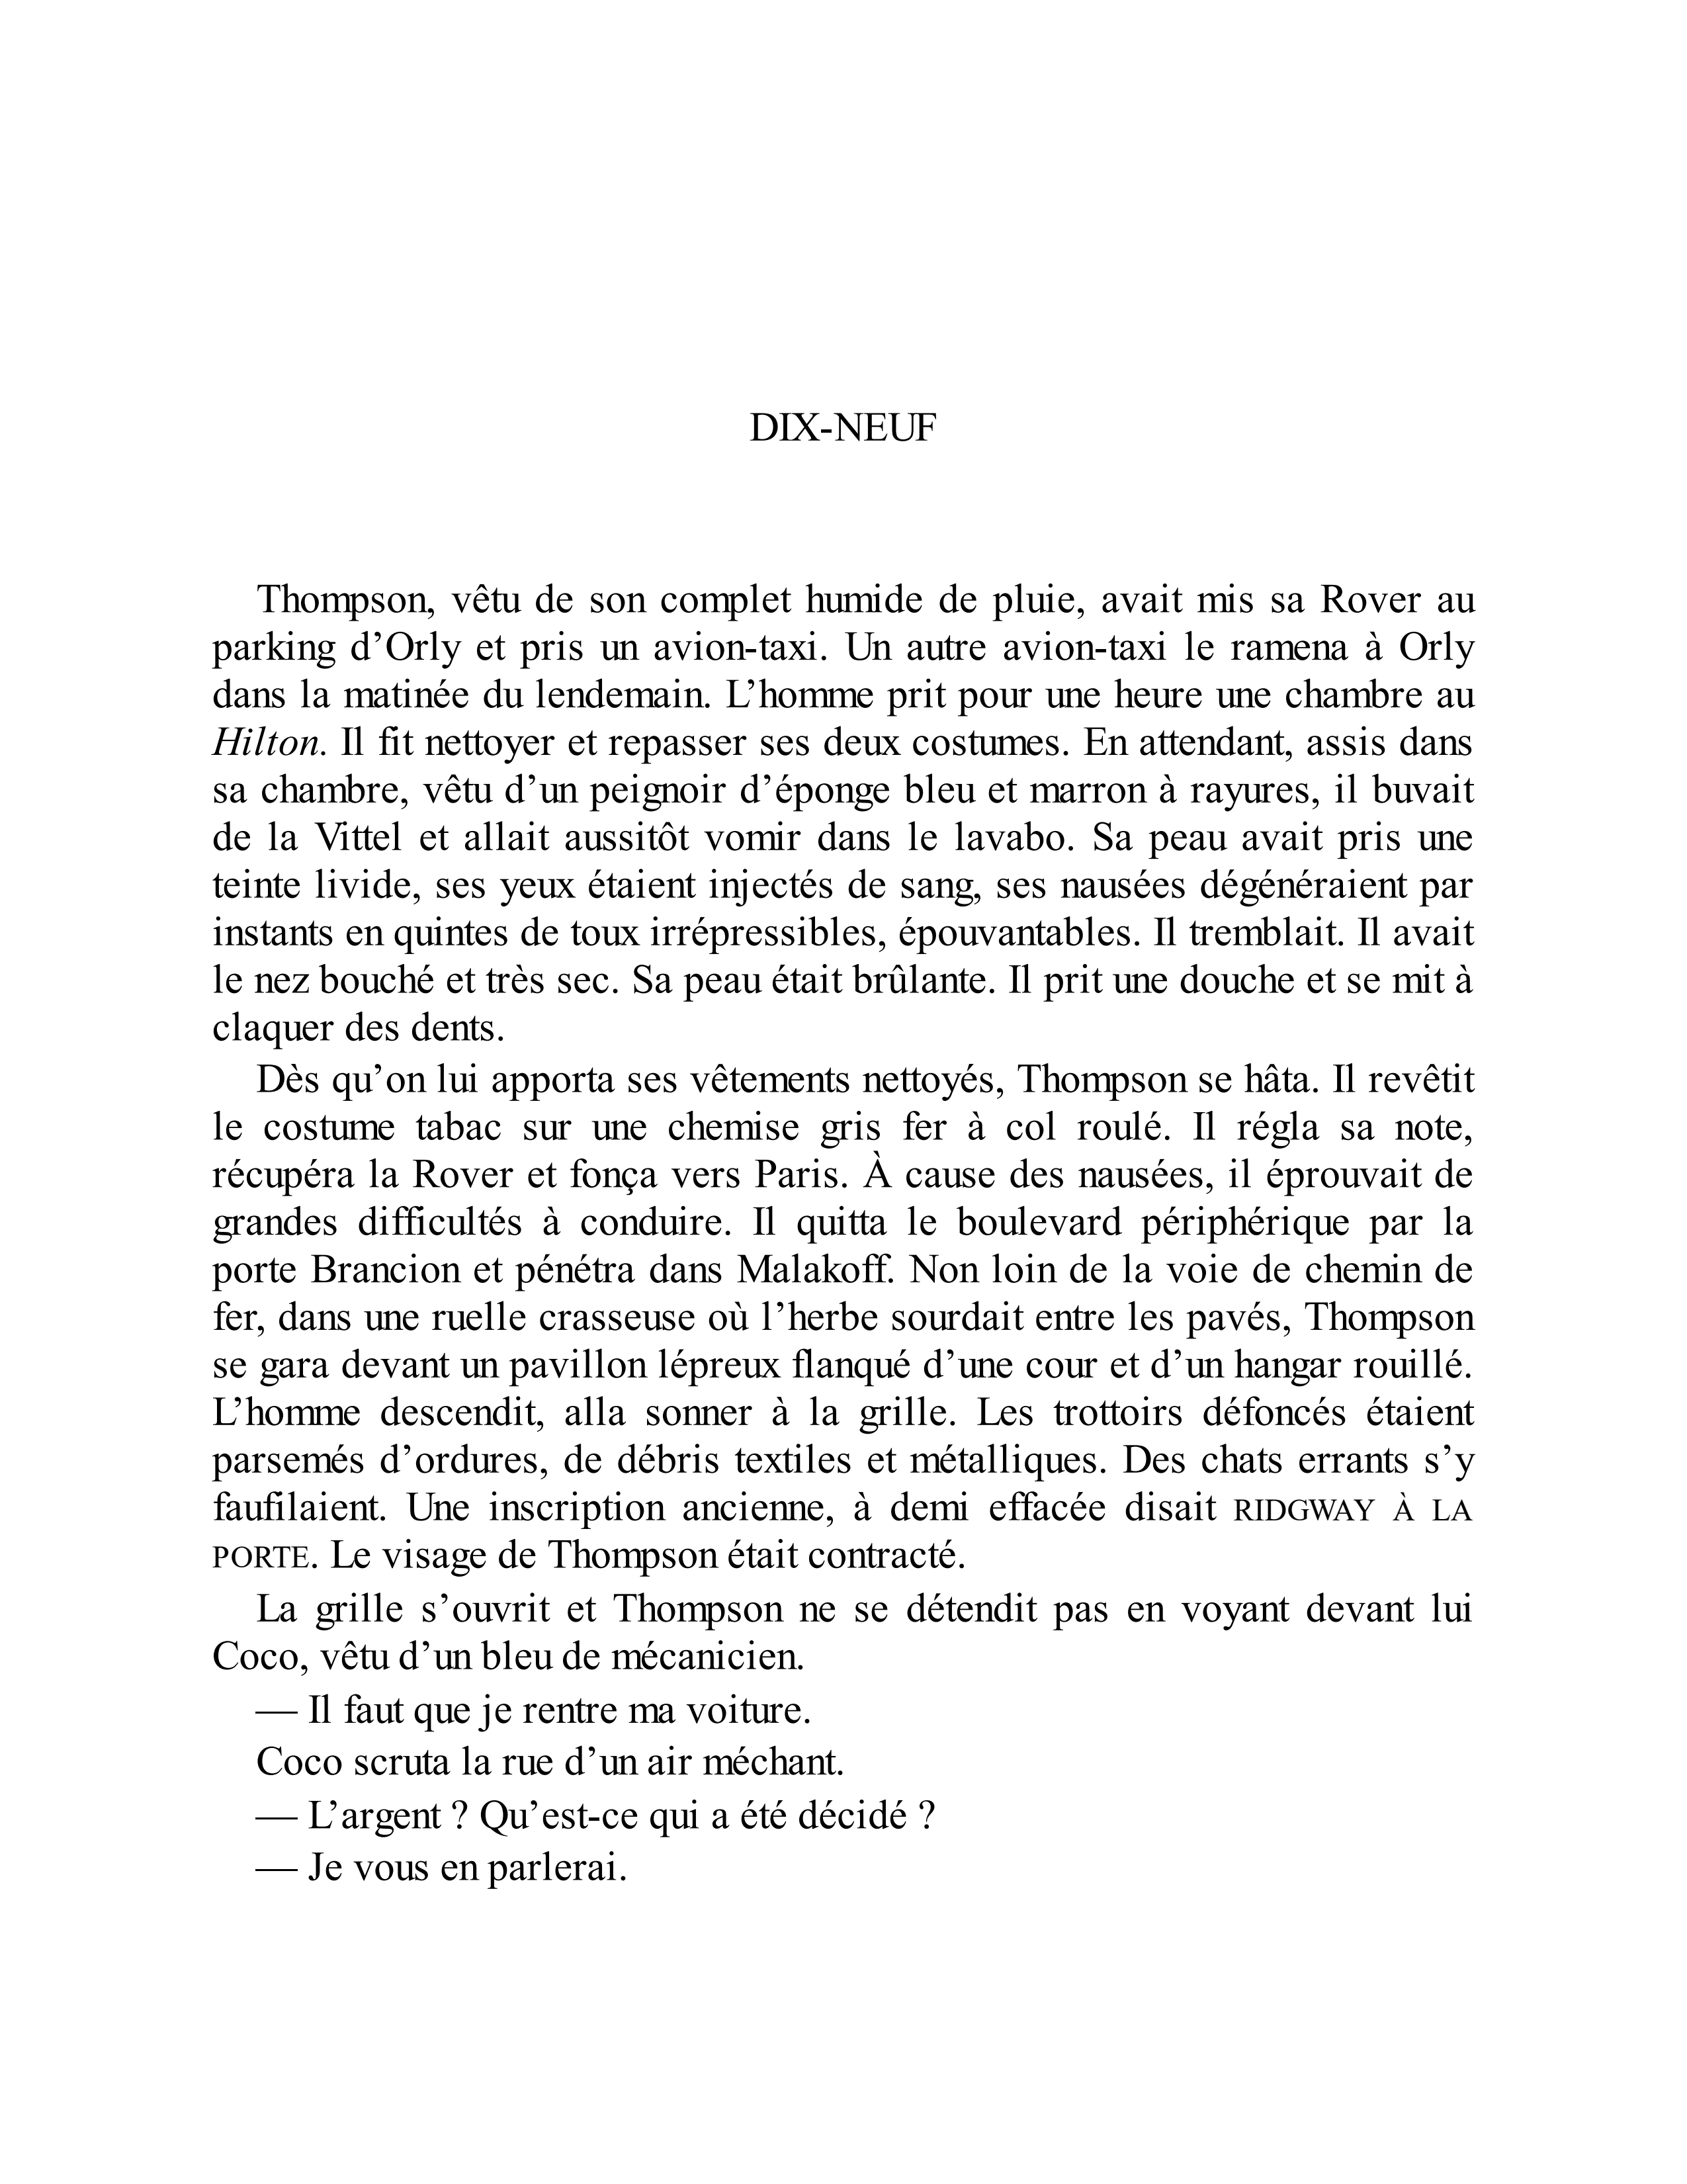 DIX-NEUF
Thompson, vêtu de son complet humide de pluie, avait mis sa Rover au
parking d’Orly et pris un avion-taxi. Un autre avion-taxi le ramena à Orly
dans la matinée du lendemain. L’homme prit pour une heure une chambre au
Hilton. Il fit nettoyer et repasser ses deux costumes. En attendant, assis dans
sa chambre, vêtu d’un peignoir d’éponge bleu et marron à rayures, il buvait
de la Vittel et allait aussitôt vomir dans le lavabo. Sa peau avait pris une
teinte livide, ses yeux étaient injectés de sang, ses nausées dégénéraient par
instants en quintes de toux irrépressibles, épouvantables. Il tremblait. Il avait
le nez bouché et très sec. Sa peau était brûlante. Il prit une douche et se mit à
claquer des dents.
Dès qu’on lui apporta ses vêtements nettoyés, Thompson se hâta. Il revêtit
le costume tabac sur une chemise gris fer à col roulé. Il régla sa note,
récupéra la Rover et fonça vers Paris. À cause des nausées, il éprouvait de
grandes difficultés à conduire. Il quitta le boulevard périphérique par la
porte Brancion et pénétra dans Malakoff. Non loin de la voie de chemin de
fer, dans une ruelle crasseuse où l’herbe sourdait entre les pavés, Thompson
se gara devant un pavillon lépreux flanqué d’une cour et d’un hangar rouillé.
L’homme descendit, alla sonner à la grille. Les trottoirs défoncés étaient
parsemés d’ordures, de débris textiles et métalliques. Des chats errants s’y
faufilaient. Une inscription ancienne, à demi effacée disait RIDGWAY À LA
PORTE. Le visage de Thompson était contracté.
La grille s’ouvrit et Thompson ne se détendit pas en voyant devant lui
Coco, vêtu d’un bleu de mécanicien.
— Il faut que je rentre ma voiture.
Coco scruta la rue d’un air méchant.
— L’argent ? Qu’est-ce qui a été décidé ?
— Je vous en parlerai.